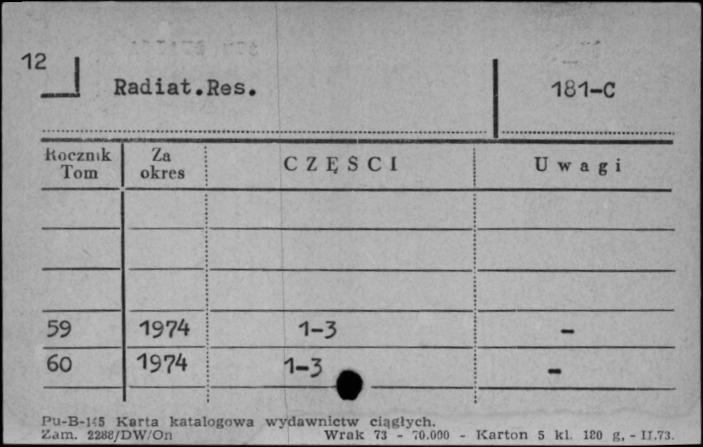 12
Radiat.Res.
181-C
Rocznik Tom
Za okres
CZĘŚCI
Uwagi
59 1974 1-3 -
60 1974 1-3 -
Pu-B-145 Karta katalogowa wydawnictw ciągłych.
Zam. 2288/DW/On Wrak 73 - 70.000 - Karton 5 kl. 180 g, - II.73.